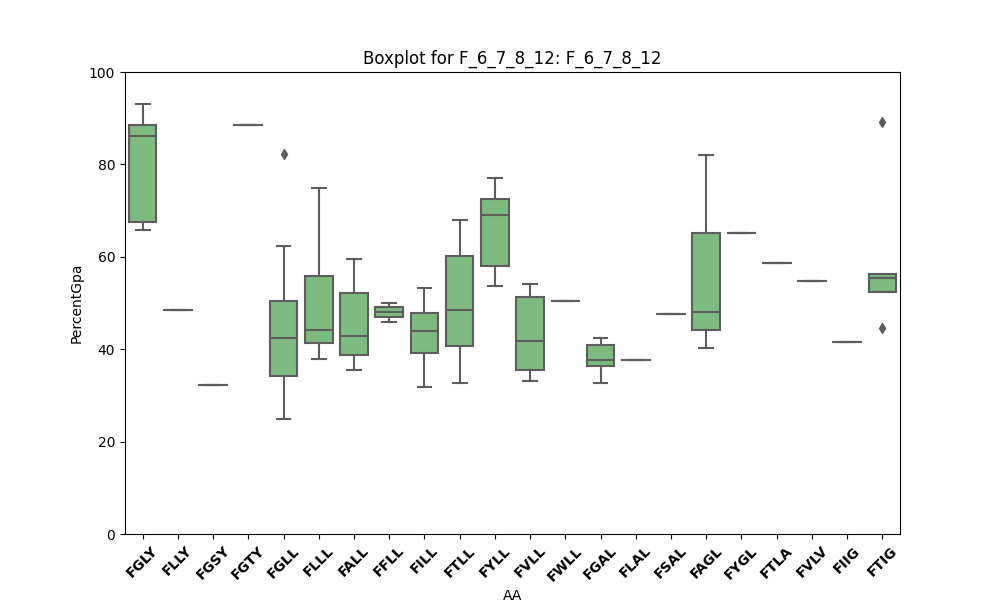 Boxplot for F_6_7_8_12: F_6_7_8_12
100
80
60
40
20
0
PercentGpa
FGLY FLLY FGSY FGTY FGLL FLLL FALL FFLL FILL FTLL FYLL FVLL FWLL FGAL FLAL FSAL FAGL FYGL FTLA FVLV FIIG FTIG
AA